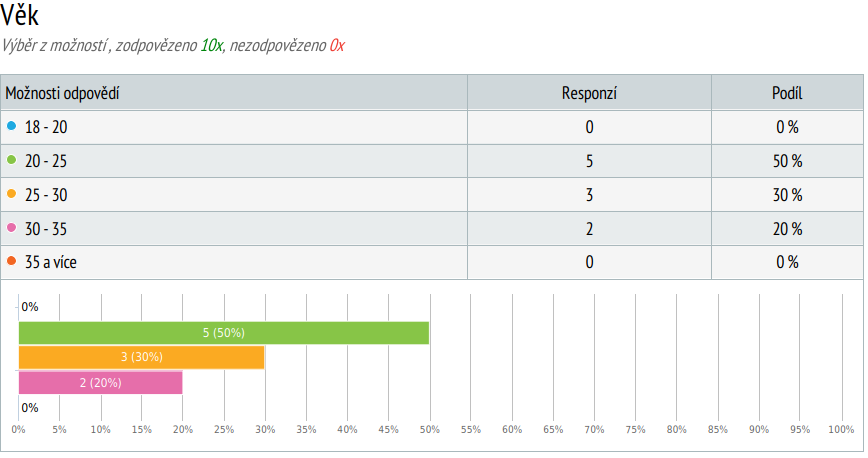 Věk
Výběr z možností , zodpovězeno 10x, nezodpovězeno 0x
Možnosti odpovědí Responzí Podíl
18 - 20 0 0 %
20 - 25 5 50 %
25 - 30 3 30 %
30 - 35 2 20 %
35 a více 0 0 %
0%
5 (50%)
3 (30%)
2 (20%)
0%
0% 5% 10% 15% 20% 25% 30% 35% 40% 45% 50% 55% 60% 65% 70% 75% 80% 85% 90% 95% 100%